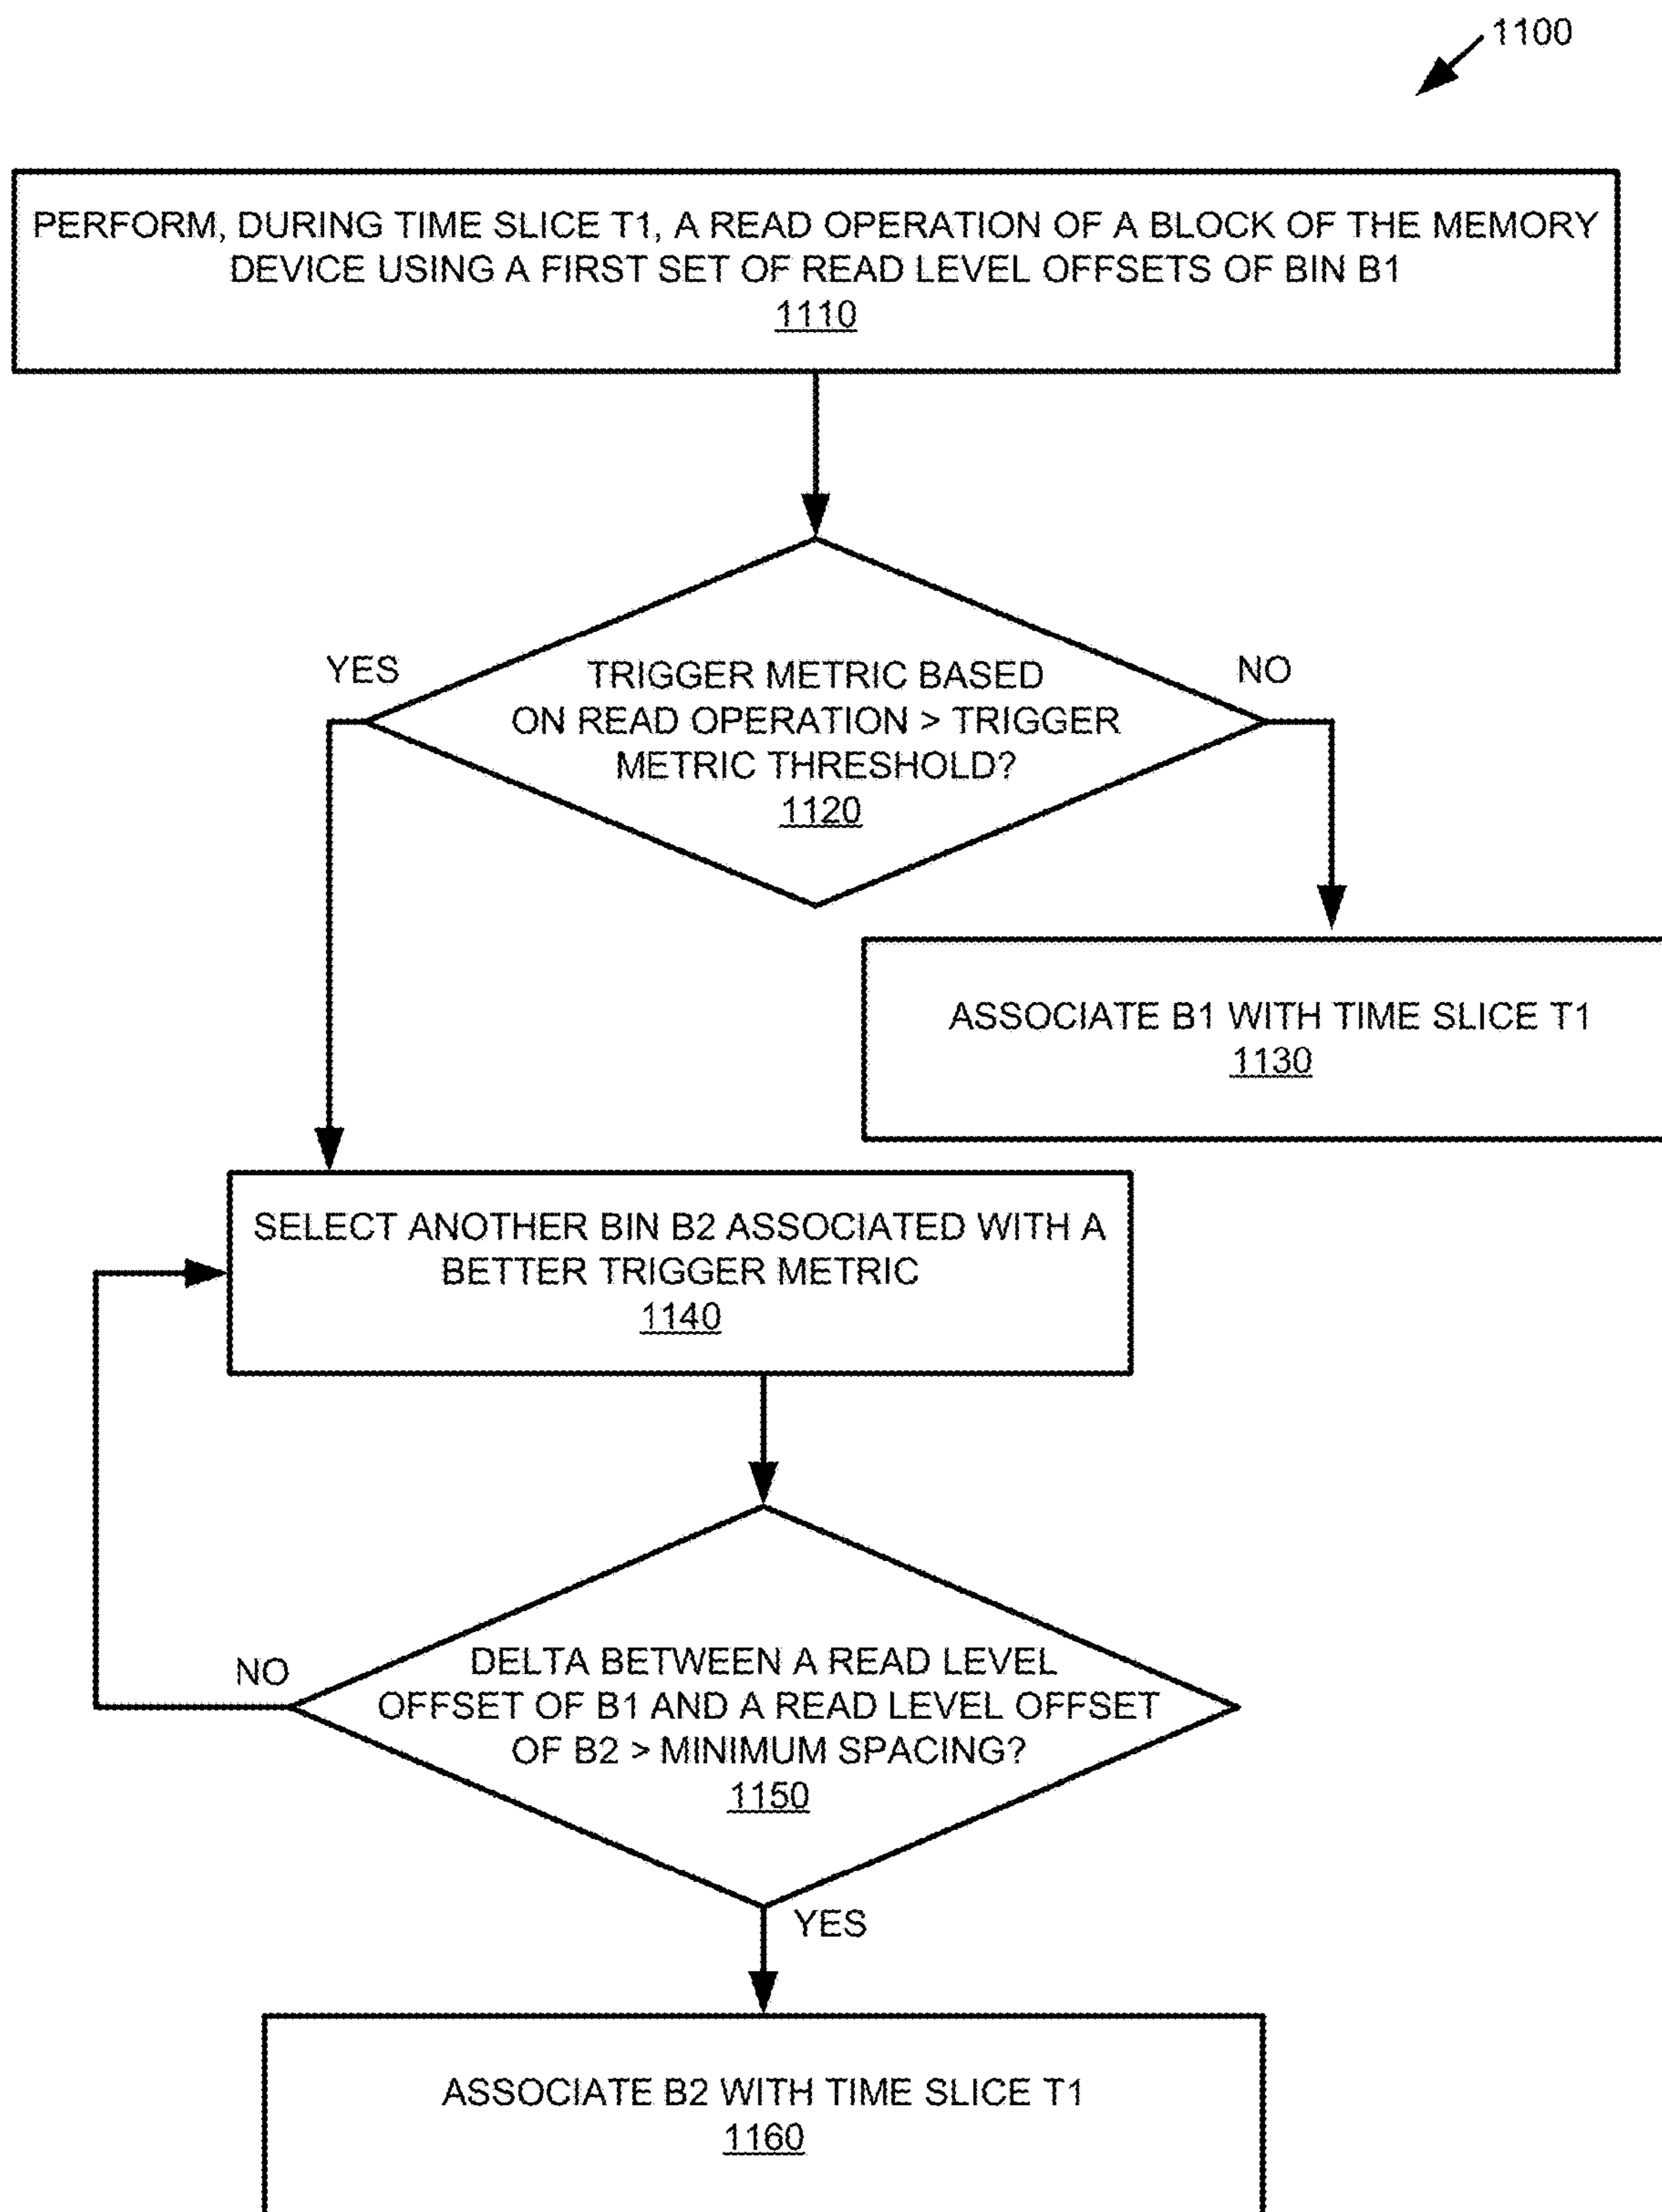 1100
PERFORM, DURING TIME SLICE T1, A READ OPERATION OF A BLOCK OF THE MEMORY
DEVICE USING A FIRST SET OF READ LEVEL OFFSETS OF BIN B1
1110
YES
NO
TRIGGER METRIC BASED
ON READ OPERATION > TRIGGER
METRIC THRESHOLD?
1120
ASSOCIATE B1 WITH TIME SLICE T1
1130
SELECT ANOTHER BIN B2 ASSOCIATED WITH A
BETTER TRIGGER METRIC
1140
NO
DELTA BETWEEN A READ LEVEL
OFFSET OF B1 AND A READ LEVEL OFFSET
OF B2 > MINIMUM SPACING?
1150
YES
ASSOCIATE B2 WITH TIME SLICE T1
1160